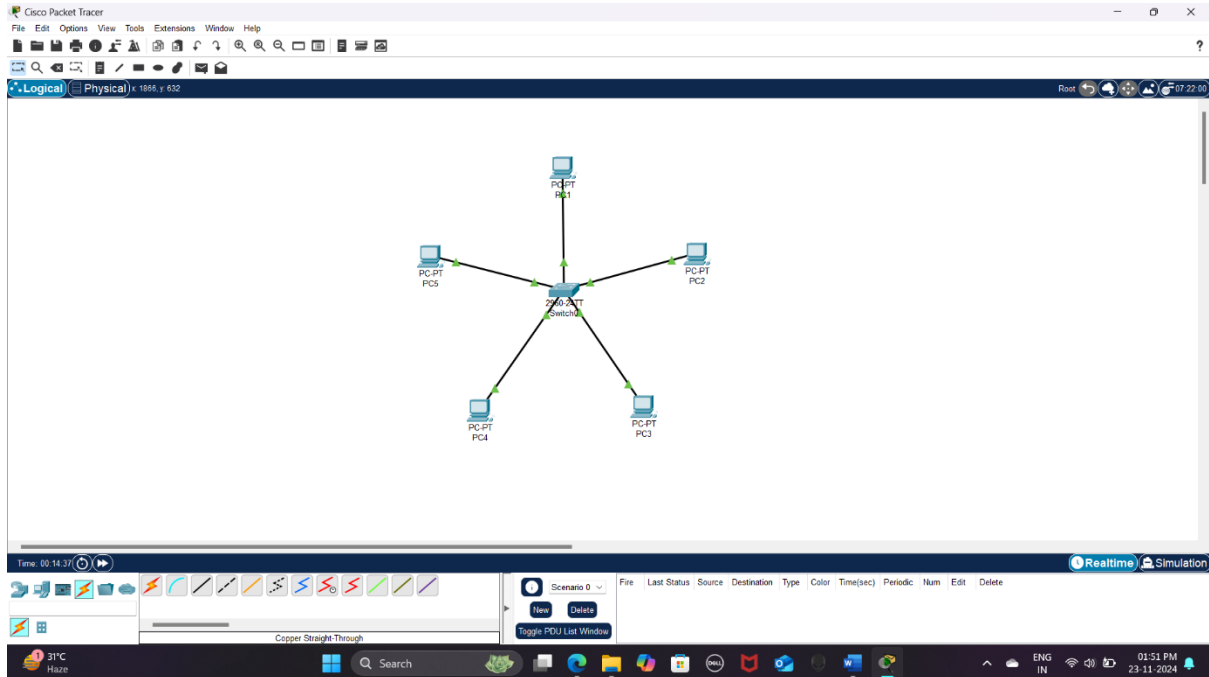 Cisco Packet Tracer
File Edit Options View Tools Extensions Window Help
?
Logical Physical x: 1866, y: 632 Root 07:22:00
PC-PT
PC1
PC-PT
PC5
PC-PT
PC2
2960-24TT
Switch0
PC-PT
PC4
PC-PT
PC3
Time: 00:14:37 Realtime Simulation
Scenario 0 Fire Last Status Source Destination Type Color Time(sec) Periodic Num Edit Delete
New Delete
Toggle PDU List Window
Copper Straight-Through
1 31°C
Haze
Search
DELL
ENG
IN
01:51 PM
23-11-2024